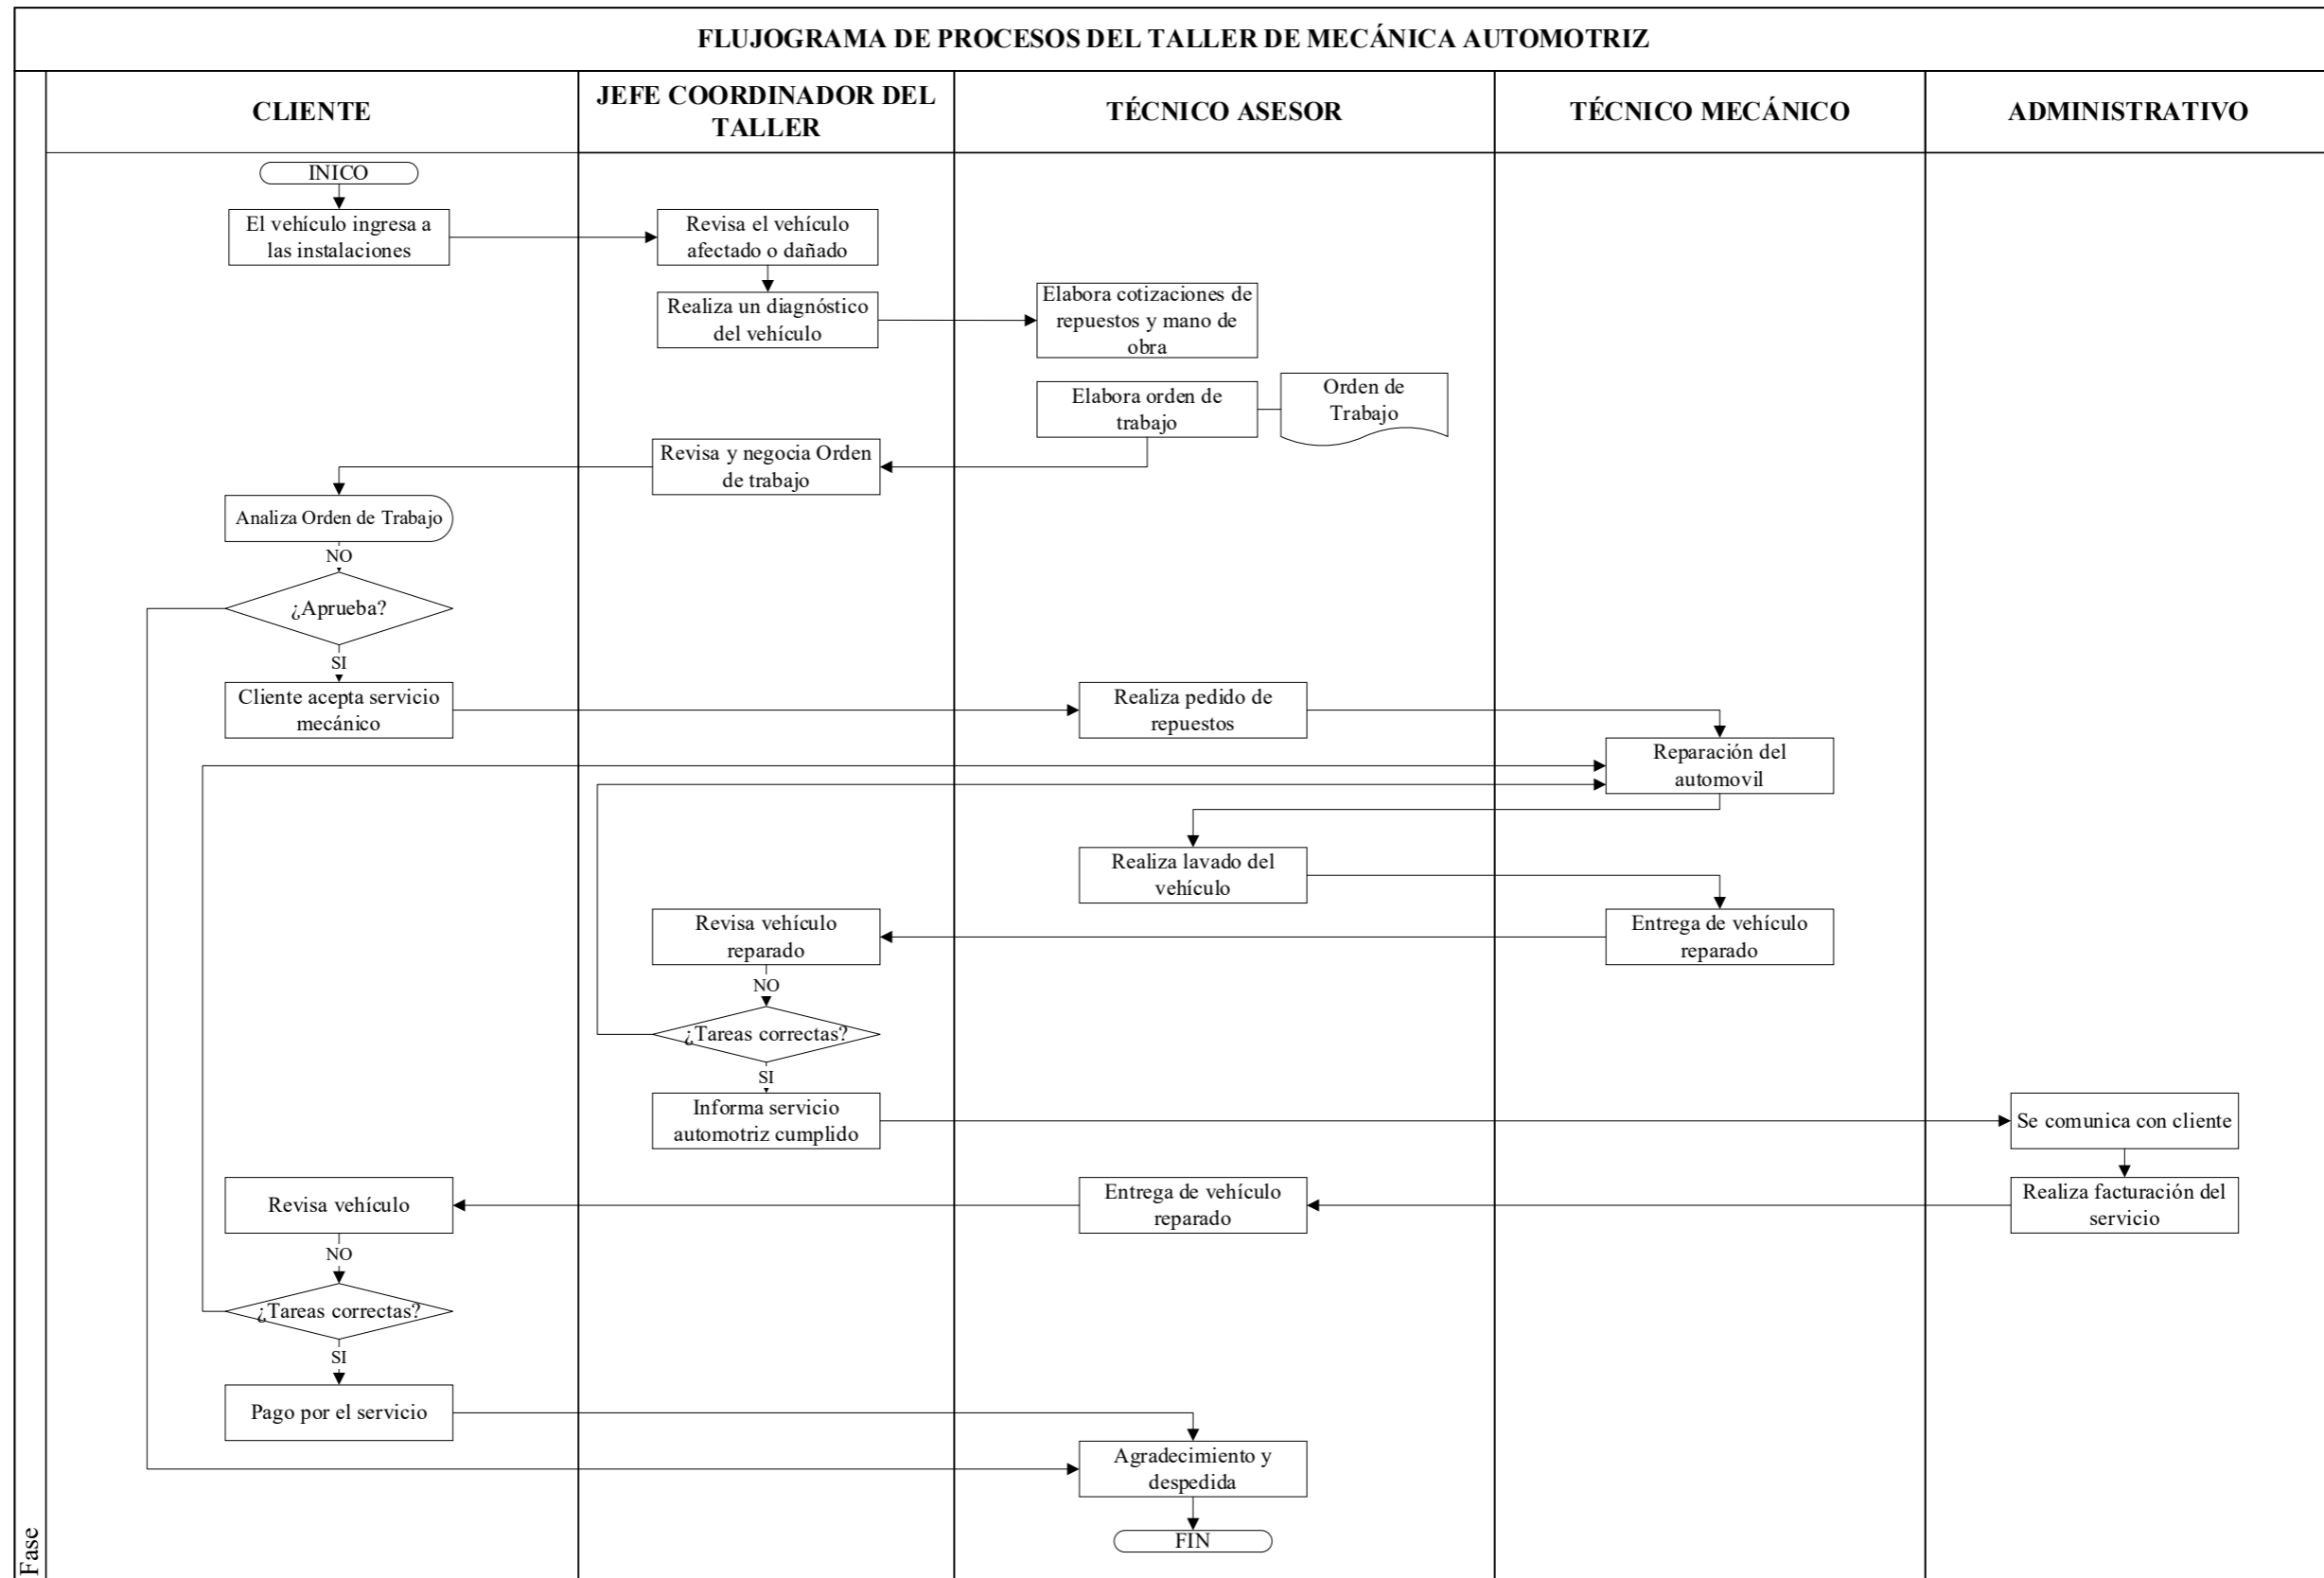 FLUJOGRAMA DE PROCESOS DEL TALLER DE MECÁNICA AUTOMOTRIZ
Fase
CLIENTE
JEFE COORDINADOR DEL
TALLER
TÉCNICO ASESOR
TÉCNICO MECÁNICO
ADMINISTRATIVO
INICO
El vehículo ingresa a
las instalaciones
Revisa el vehículo
afectado o dañado
Realiza un diagnóstico
del vehículo
Elabora cotizaciones de
repuestos y mano de
obra
Elabora orden de
trabajo
Orden de
Trabajo
Revisa y negocia Orden
de trabajo
Analiza Orden de Trabajo
NO
¿Aprueba?
SI
Cliente acepta servicio
mecánico
Realiza pedido de
repuestos
Reparación del
automovil
Realiza lavado del
vehículo
Entrega de vehículo
reparado
Revisa vehículo
reparado
NO
¿Tareas correctas?
SI
Informa servicio
automotriz cumplido
Se comunica con cliente
Realiza facturación del
servicio
Entrega de vehículo
reparado
Revisa vehículo
NO
¿Tareas correctas?
SI
Pago por el servicio
Agradecimiento y
despedida
FIN